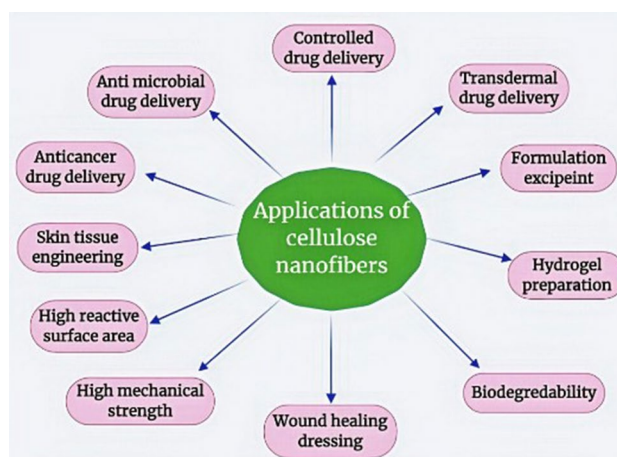 Controlled
drug delivery
Transdermal
drug delivery
Formulation
excipeint
Hydrogel
preparation
Biodegredability
Wound healing
dressing
High mechanical
strength
High reactive
surface area
Skin tissue
engineering
Anticancer
drug delivery
Anti microbial
drug delivery
Applications of
cellulose
nanofibers